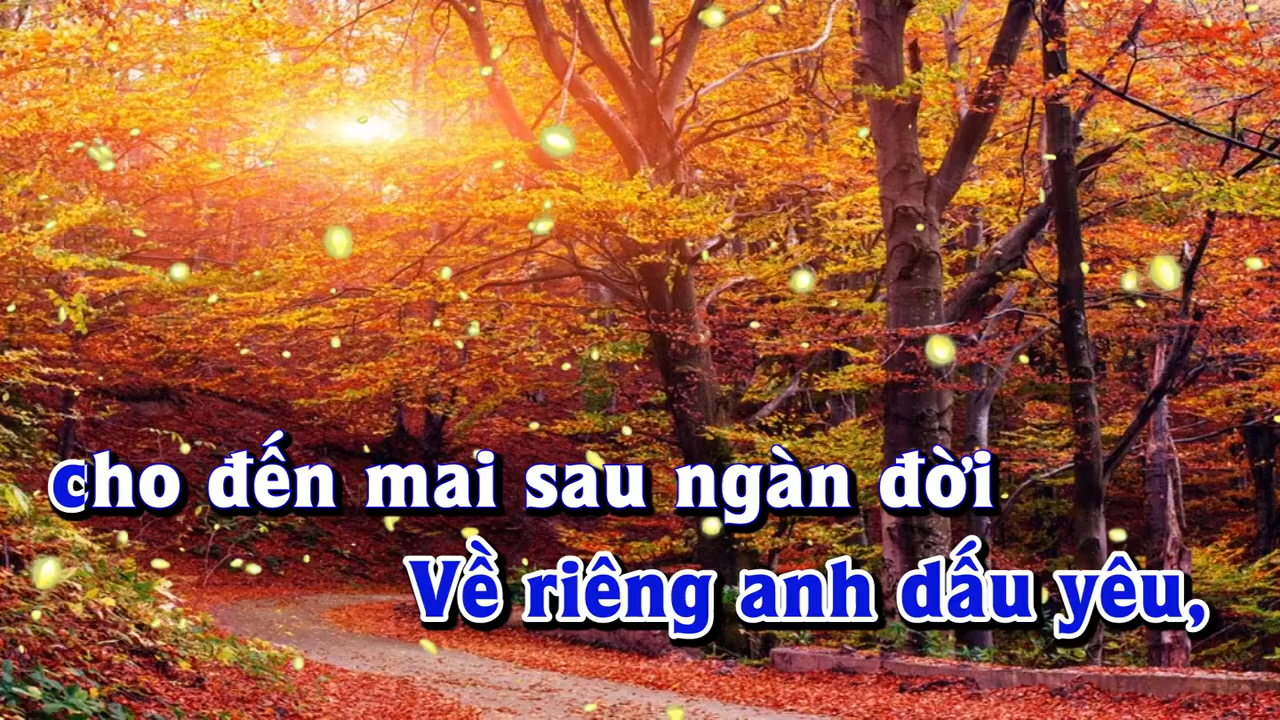 cho đến mai sau ngàn đời
Về riêng anh dấu yêu,